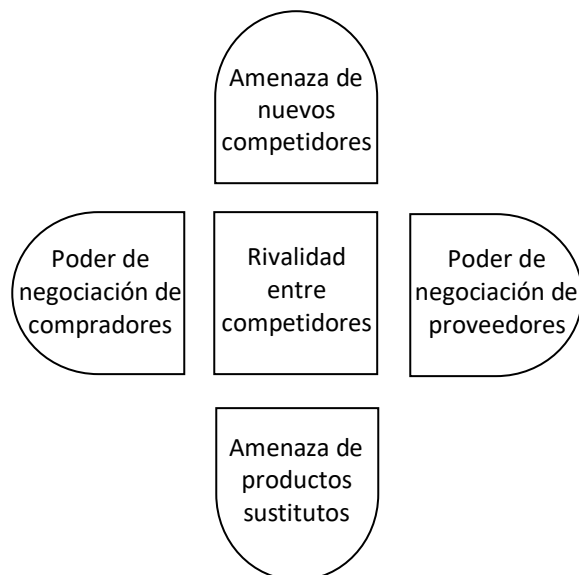 Amenaza de
nuevos
competidores
Poder de
negociación de
compradores
Rivalidad
entre
competidores
Poder de
negociación de
proveedores
Amenaza de
productos
sustitutos